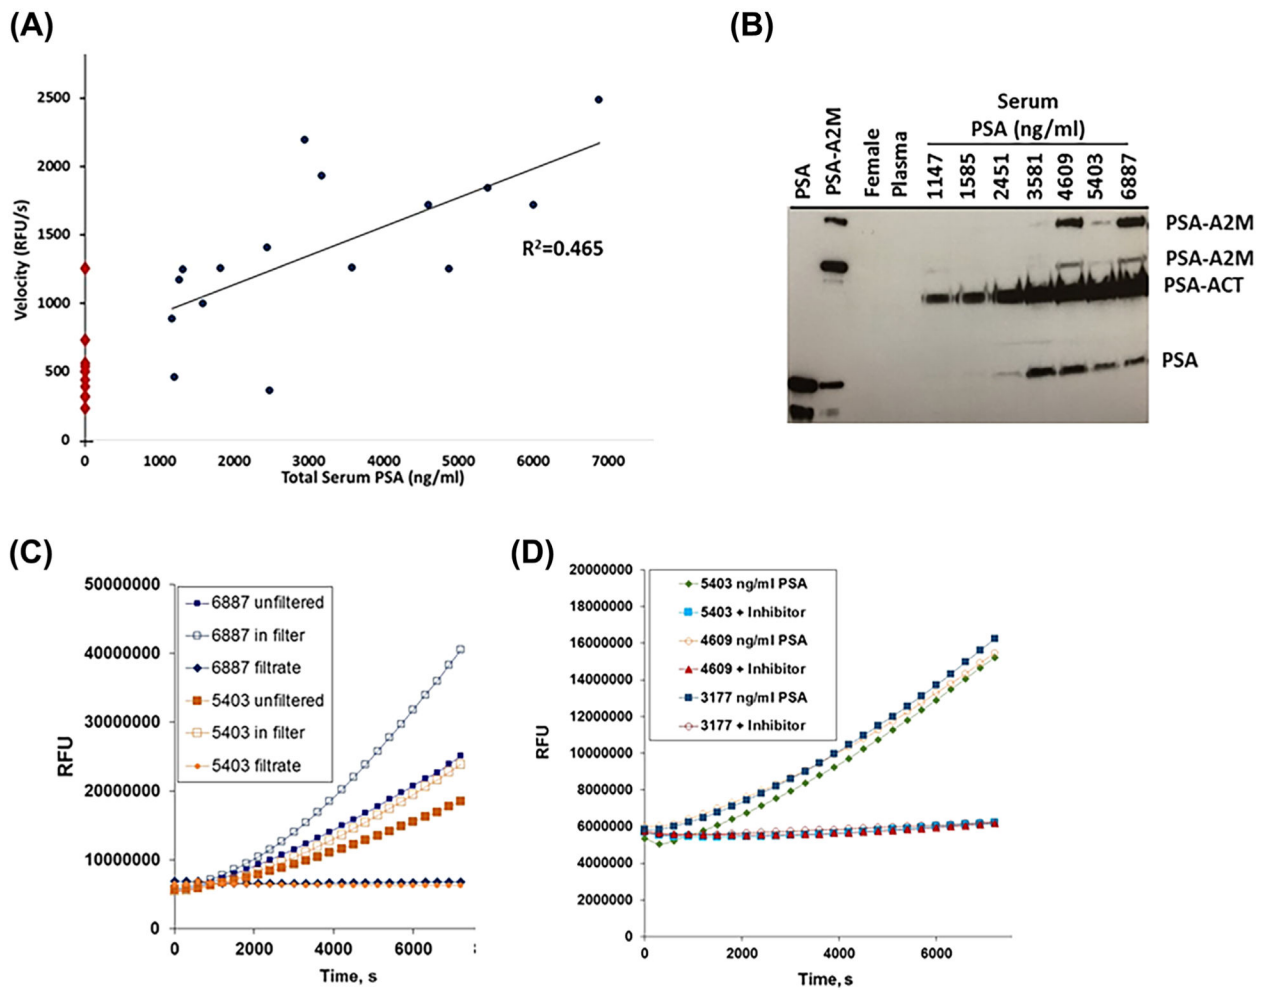 (A)
2500
2000
1500
1000
500
0
Velocity (RFU/s)
R²=0.465
0 1000 2000 3000 4000 5000 6000 7000
Total Serum PSA (ng/ml)
(B)
Serum
PSA (ng/ml)
PSA
PSA-A2M
Female
Plasma
1147
1585
2451
3581
4609
5403
6887
PSA-A2M
PSA-A2M
PSA-ACT
PSA
(C)
50000000
40000000
30000000
20000000
10000000
0
RFU
6887 unfiltered
6887 in filter
6887 filtrate
5403 unfiltered
5403 in filter
5403 filtrate
0 2000 4000 6000
Time, s
(D)
20000000
18000000
16000000
14000000
12000000
10000000
8000000
6000000
4000000
2000000
0
RFU
5403 ng/ml PSA
5403 + Inhibitor
4609 ng/ml PSA
4609 + Inhibitor
3177 ng/ml PSA
3177 + Inhibitor
0 2000 4000 6000
Time, s